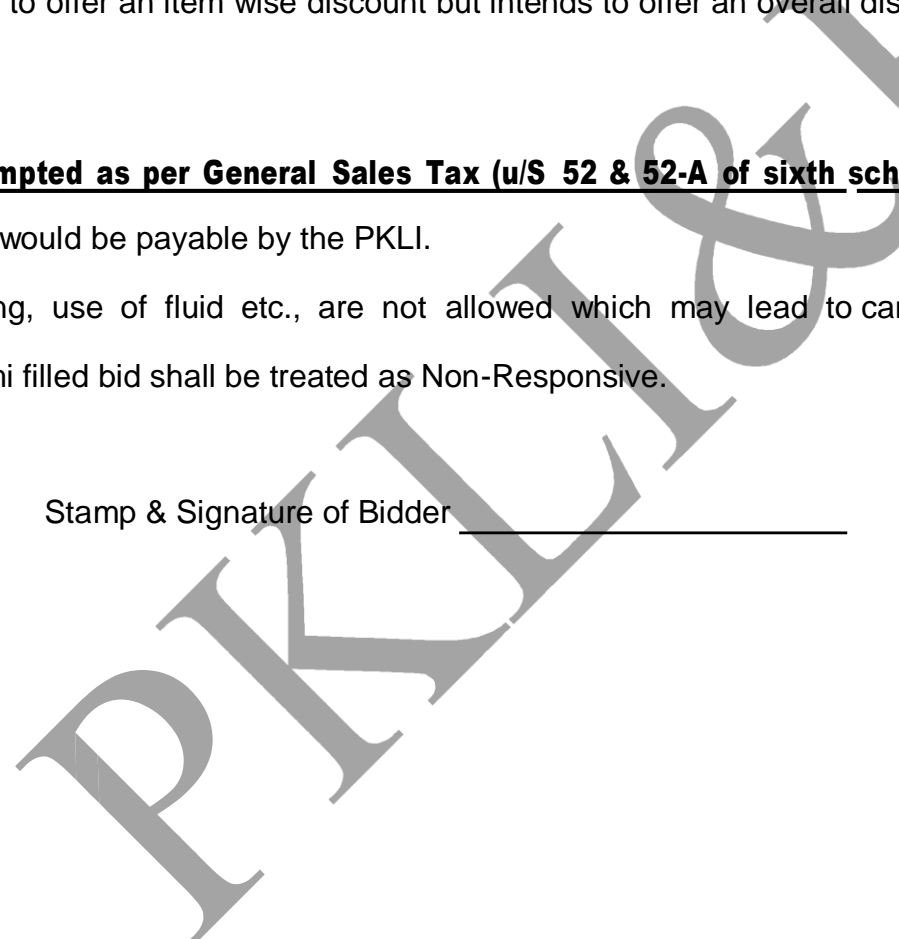 to offer an item wise discount but intends to offer an overall dis
mpted as per General Sales Tax (u/S 52 & 52-A of sixth sch
would be payable by the PKLI.
ng, use of fluid etc., are not allowed which may lead to car
ni filled bid shall be treated as Non-Responsive.
Stamp & Signature of Bidder
PKLI&